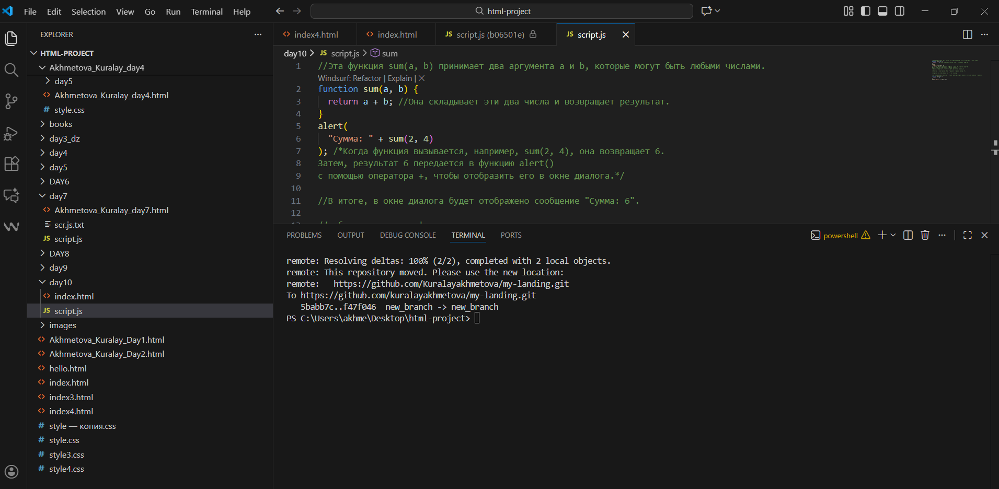 File Edit Selection View Go Run Terminal Help
html-project
EXPLORER
HTML-PROJECT
Akhmetova_Kuralay_day4
day5
Akhmetova_Kuralay_day4.html
style.css
books
day3_dz
day4
day5
DAY6
day7
Akhmetova_Kuralay_day7.html
scr.js.txt
script.js
DAY8
day9
day10
index.html
script.js
images
Akhmetova_Kuralay_Day1.html
Akhmetova_Kuralay_Day2.html
hello.html
index.html
index3.html
index4.html
style — копия.css
style.css
style3.css
style4.css
index4.html index.html JS script.js (b06501e) JS script.js
day10 > JS script.js > sum
1 //Эта функция sum(a, b) принимает два аргумента a и b, которые могут быть любыми числами.
Windsurf: Refactor | Explain | X
2 function sum(a, b) {
3 return a + b; //Она складывает эти два числа и возвращает результат.
4 }
5 alert(
6 "Сумма: " + sum(2, 4)
7 ); /*Когда функция вызывается, например, sum(2, 4), она возвращает 6.
8 Затем, результат 6 передается в функцию alert()
9 с помощью оператора +, чтобы отобразить его в окне диалога.*/
10
11 //В итоге, в окне диалога будет отображено сообщение "Сумма: 6".
12
PROBLEMS OUTPUT DEBUG CONSOLE TERMINAL PORTS
powershell
remote: Resolving deltas: 100% (2/2), completed with 2 local objects.
remote: This repository moved. Please use the new location:
remote: https://github.com/Kuralayakhmetova/my-landing.git
To https://github.com/kuralayakhmetova/my-landing.git
5babb7c..f47f046 new_branch -> new_branch
PS C:\Users\akhme\Desktop\html-project>